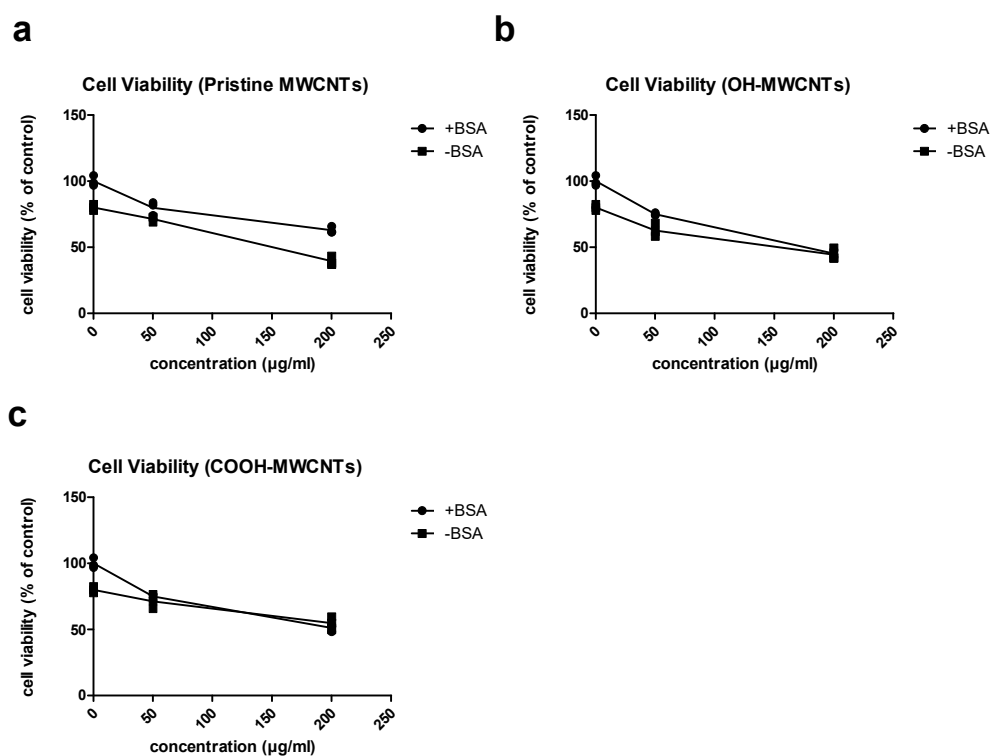 a
Cell Viability (Pristine MWCNTs)
cell viability (% of control)
150
100
50
0
0
50
100
150
200
250
concentration (µg/ml)
+BSA
-BSA
b
Cell Viability (OH-MWCNTs)
cell viability (% of control)
150
100
50
0
0
50
100
150
200
250
concentration (µg/ml)
+BSA
-BSA
c
Cell Viability (COOH-MWCNTs)
cell viability (% of control)
150
100
50
0
0
50
100
150
200
250
concentration (µg/ml)
+BSA
-BSA